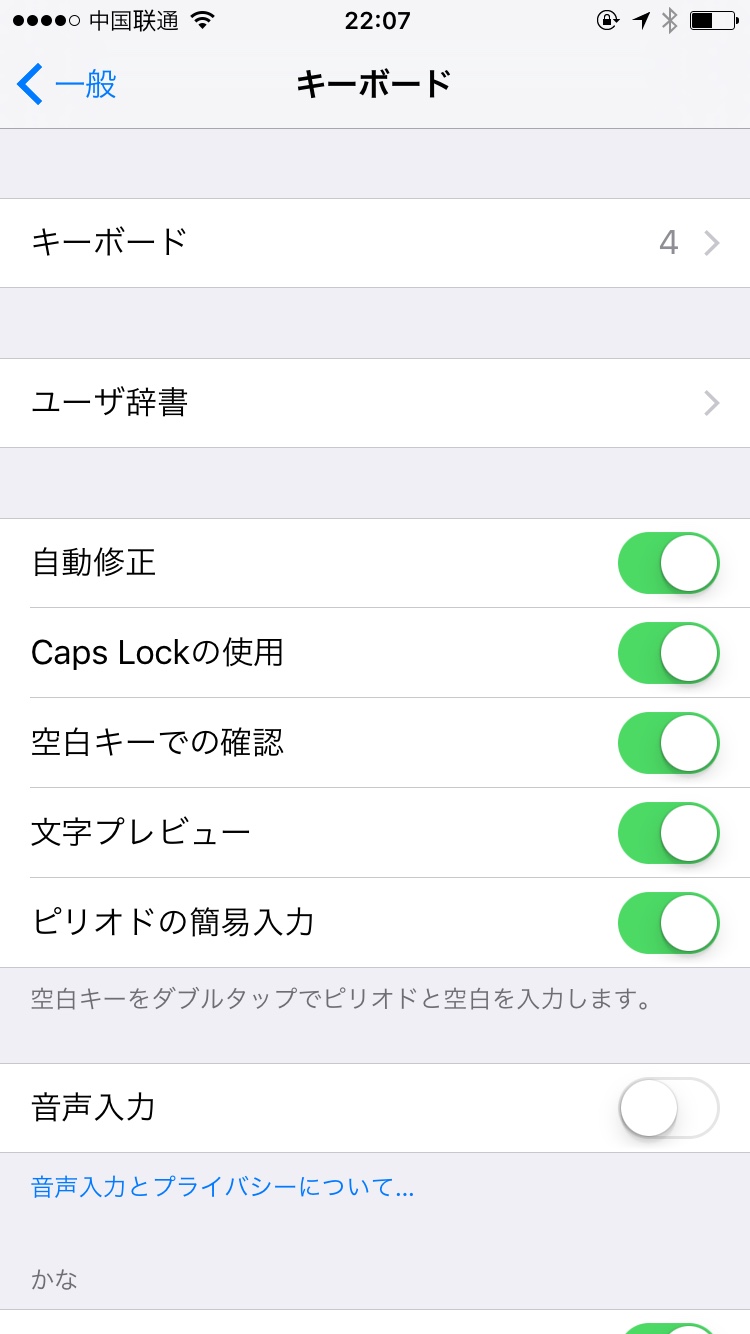 中国联通 22:07
一般 キーボード
キーボード 4
ユーザ辞書
自動修正
Caps Lockの使用
空白キーでの確認
文字プレビュー
ピリオドの簡易入力
空白キーをダブルタップでピリオドと空白を入力します。
音声入力
音声入力とプライバシーについて...
かな